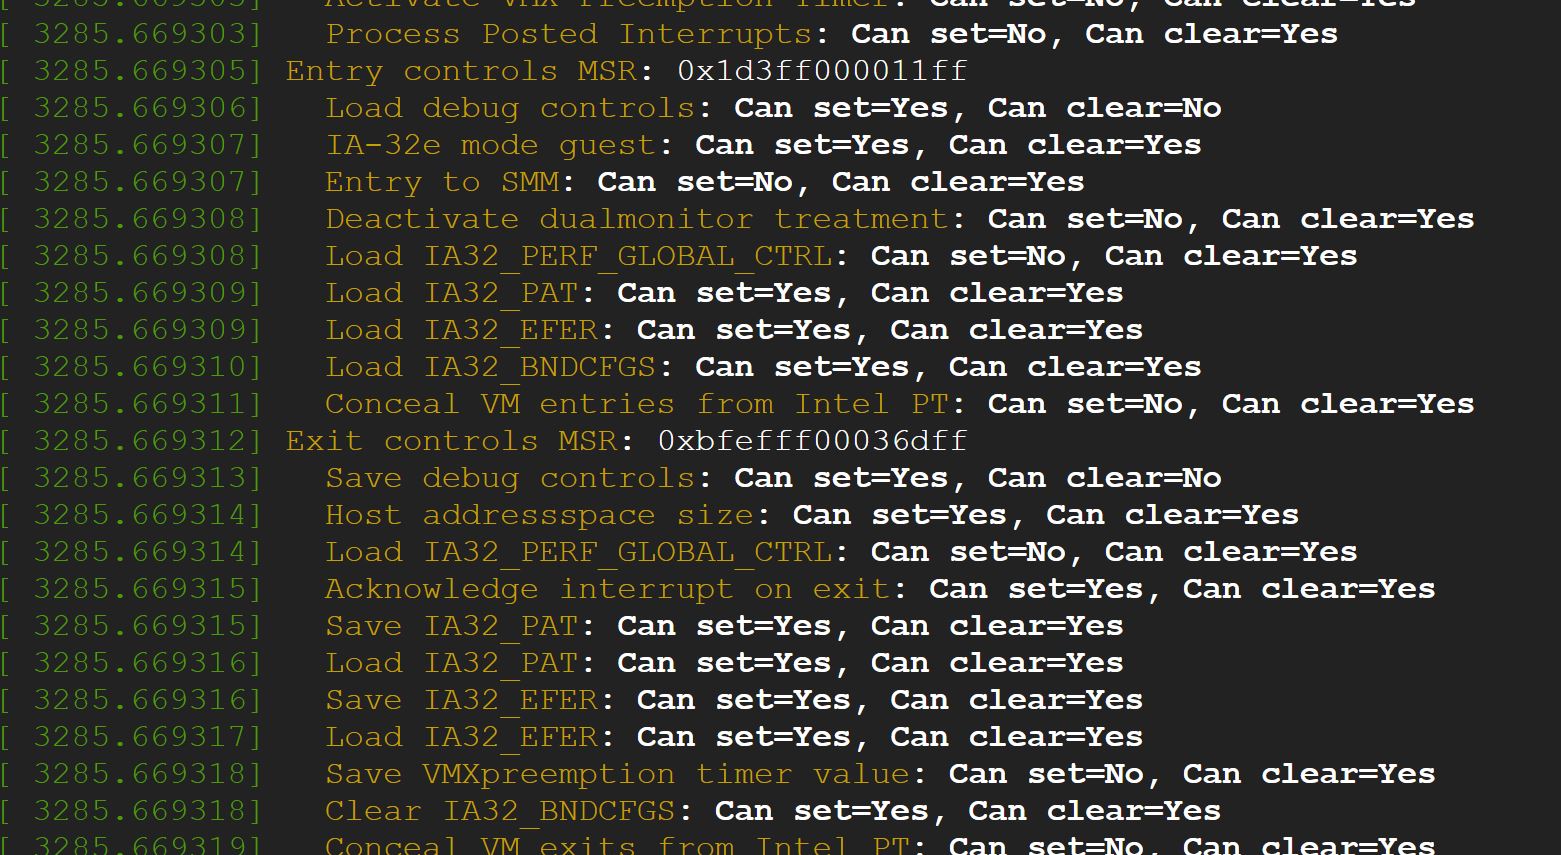 [ 3285.669303]   Activate VMX Preemption Timer: Can set=No, Can clear=Yes
[ 3285.669303]   Process Posted Interrupts: Can set=No, Can clear=Yes
[ 3285.669305] Entry controls MSR: 0x1d3ff000011ff
[ 3285.669306]   Load debug controls: Can set=Yes, Can clear=No
[ 3285.669307]   IA-32e mode guest: Can set=Yes, Can clear=Yes
[ 3285.669307]   Entry to SMM: Can set=No, Can clear=Yes
[ 3285.669308]   Deactivate dualmonitor treatment: Can set=No, Can clear=Yes
[ 3285.669308]   Load IA32_PERF_GLOBAL_CTRL: Can set=No, Can clear=Yes
[ 3285.669309]   Load IA32_PAT: Can set=Yes, Can clear=Yes
[ 3285.669309]   Load IA32_EFER: Can set=Yes, Can clear=Yes
[ 3285.669310]   Load IA32_BNDCFGS: Can set=Yes, Can clear=Yes
[ 3285.669311]   Conceal VM entries from Intel PT: Can set=No, Can clear=Yes
[ 3285.669312] Exit controls MSR: 0xbfefff00036dff
[ 3285.669313]   Save debug controls: Can set=Yes, Can clear=No
[ 3285.669314]   Host addressspace size: Can set=Yes, Can clear=Yes
[ 3285.669314]   Load IA32_PERF_GLOBAL_CTRL: Can set=No, Can clear=Yes
[ 3285.669315]   Acknowledge interrupt on exit: Can set=Yes, Can clear=Yes
[ 3285.669315]   Save IA32_PAT: Can set=Yes, Can clear=Yes
[ 3285.669316]   Load IA32_PAT: Can set=Yes, Can clear=Yes
[ 3285.669316]   Save IA32_EFER: Can set=Yes, Can clear=Yes
[ 3285.669317]   Load IA32_EFER: Can set=Yes, Can clear=Yes
[ 3285.669318]   Save VMXpreemption timer value: Can set=No, Can clear=Yes
[ 3285.669318]   Clear IA32_BNDCFGS: Can set=Yes, Can clear=Yes
[ 3285.669319]   Conceal VM exits from Intel PT: Can set=No, Can clear=Yes